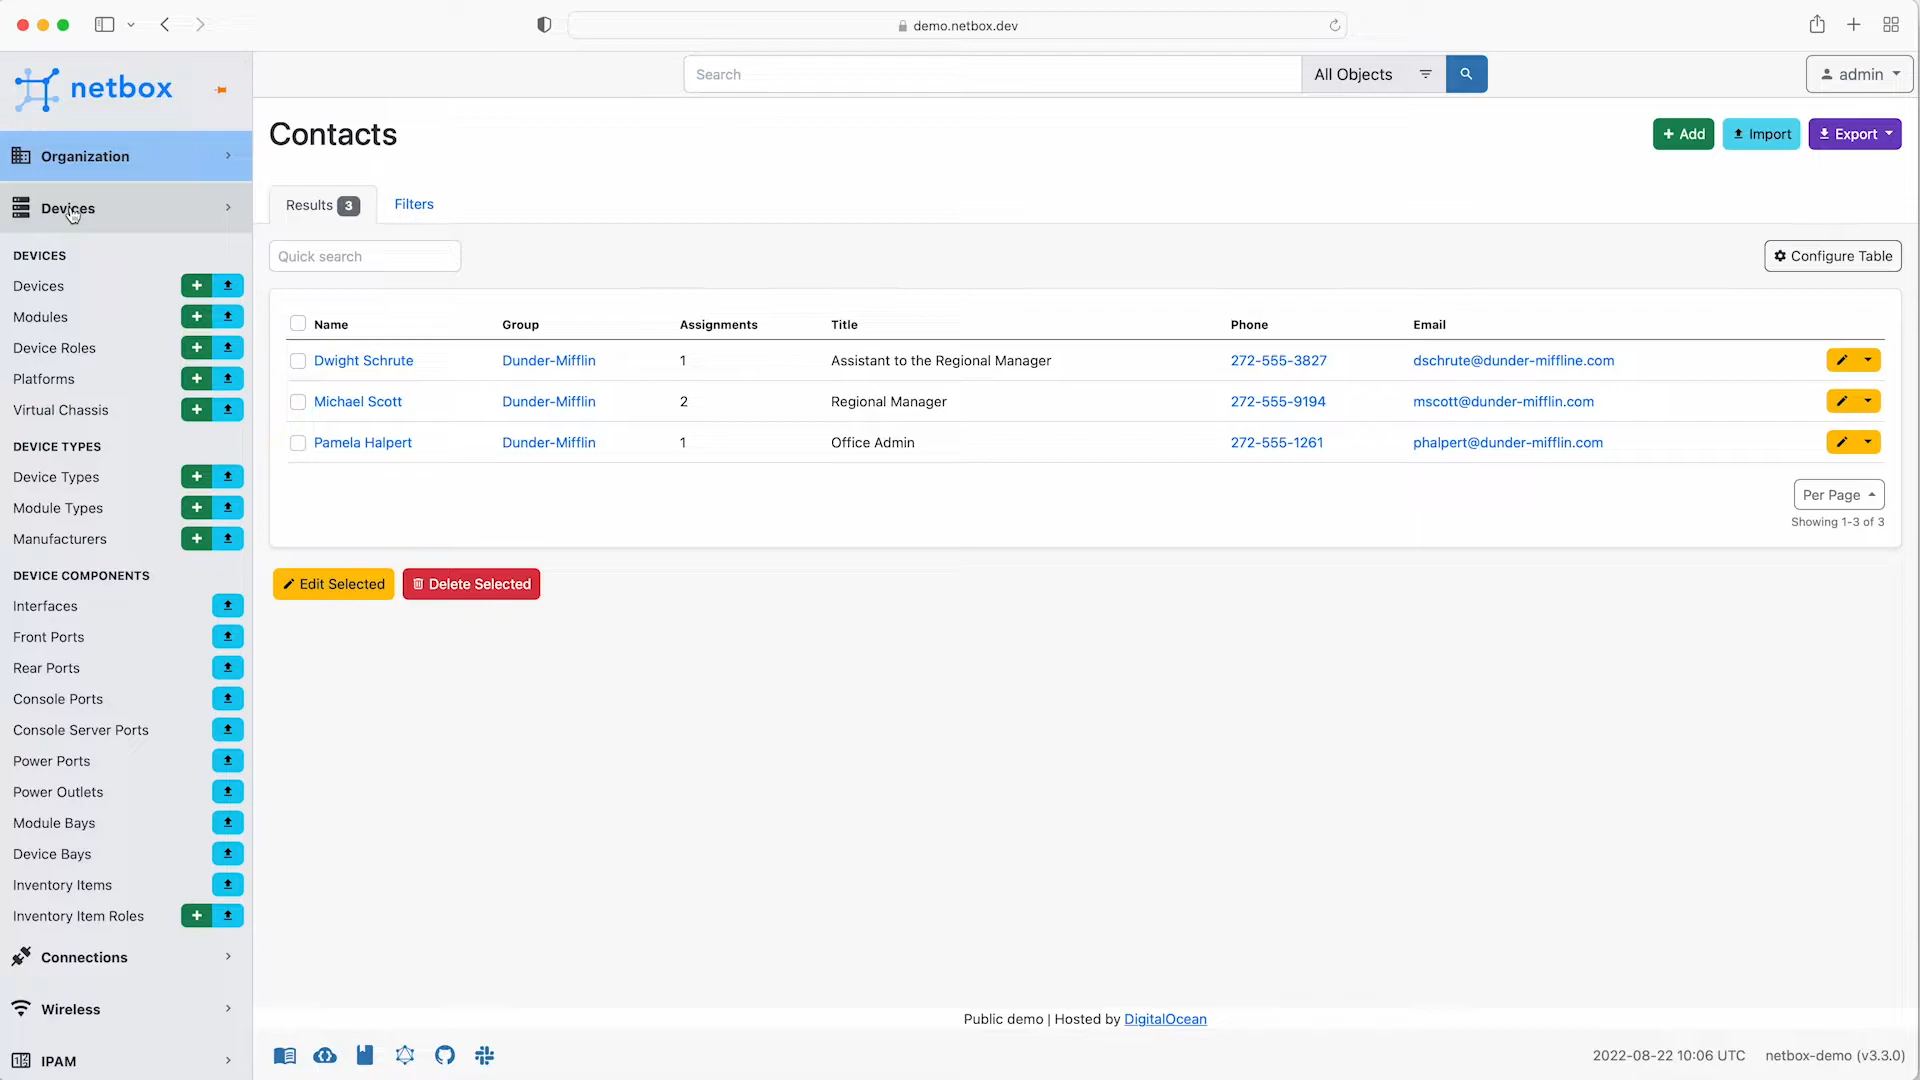 demo.netbox.dev
netbox
Search
All Objects
admin
Organization
Devices
DEVICES
Devices
Modules
Device Roles
Platforms
Virtual Chassis
DEVICE TYPES
Device Types
Module Types
Manufacturers
DEVICE COMPONENTS
Interfaces
Front Ports
Rear Ports
Console Ports
Console Server Ports
Power Ports
Power Outlets
Module Bays
Device Bays
Inventory Items
Inventory Item Roles
Connections
Wireless
IPAM
Contacts
Add Import Export
Results 3 Filters
Quick search
Configure Table
Name Group Assignments Title Phone Email
Dwight Schrute Dunder-Mifflin 1 Assistant to the Regional Manager 272-555-3827 dschrute@dunder-miffline.com
Michael Scott Dunder-Mifflin 2 Regional Manager 272-555-9194 mscott@dunder-mifflin.com
Pamela Halpert Dunder-Mifflin 1 Office Admin 272-555-1261 phalpert@dunder-mifflin.com
Per Page
Showing 1-3 of 3
Edit Selected Delete Selected
Public demo | Hosted by DigitalOcean
2022-08-22 10:06 UTC netbox-demo (v3.3.0)